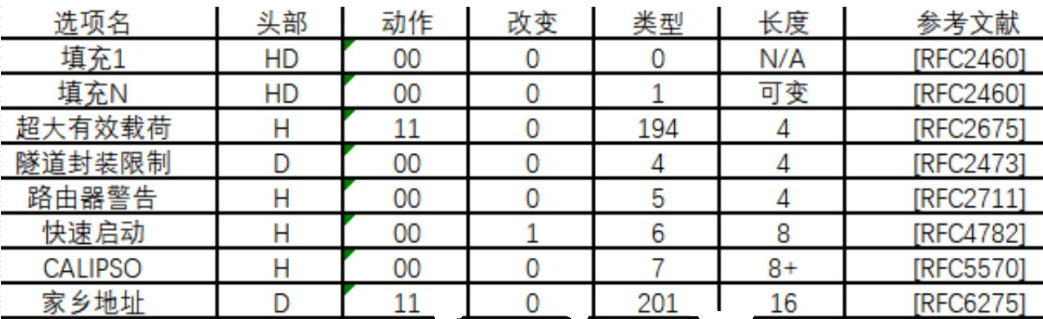 选项名 头部 动作 改变 类型 长度 参考文献
填充1 HD 00 0 0 N/A [RFC2460]
填充N HD 00 0 1 可变 [RFC2460]
超大有效载荷 H 11 0 194 4 [RFC2675]
隧道封装限制 D 00 0 4 4 [RFC2473]
路由器警告 H 00 0 5 4 [RFC2711]
快速启动 H 00 1 6 8 [RFC4782]
CALIPSO H 00 0 7 8+ [RFC5570]
家乡地址 D 11 0 201 16 [RFC6275]